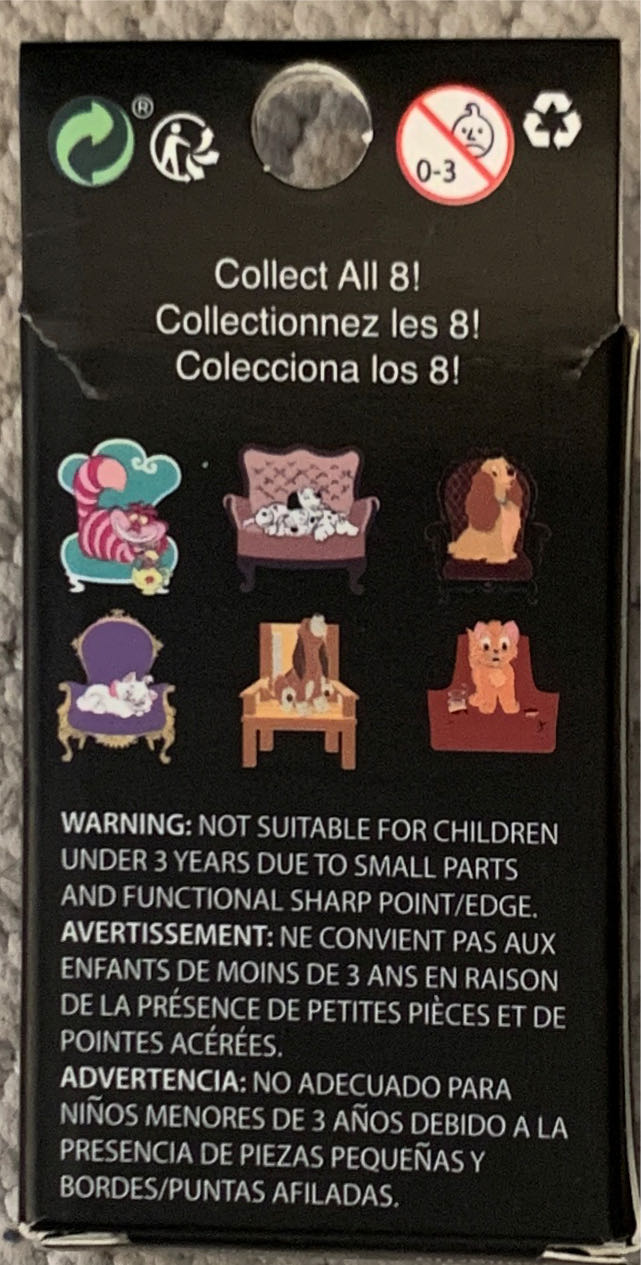 ®
0-3
Collect All 8!
Collectionnez les 8!
Colecciona los 8!
WARNING: NOT SUITABLE FOR CHILDREN
UNDER 3 YEARS DUE TO SMALL PARTS
AND FUNCTIONAL SHARP POINT/EDGE.
AVERTISSEMENT: NE CONVIENT PAS AUX
ENFANTS DE MOINS DE 3 ANS EN RAISON
DE LA PRÉSENCE DE PETITES PIÈCES ET DE
POINTES ACÉRÉES.
ADVERTENCIA: NO ADECUADO PARA
NIÑOS MENORES DE 3 AÑOS DEBIDO A LA
PRESENCIA DE PIEZAS PEQUEÑAS Y
BORDES/PUNTAS AFILADAS.